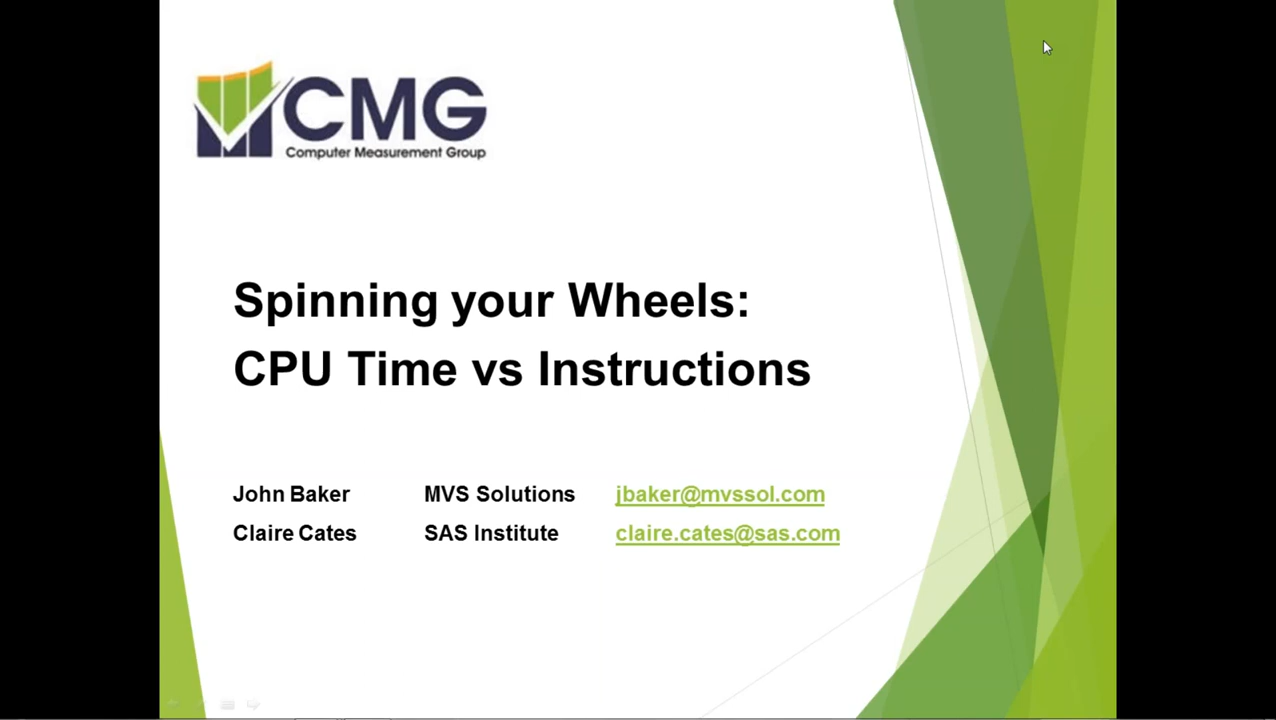 CMG
Computer Measurement Group
Spinning your Wheels:
CPU Time vs Instructions
John Baker MVS Solutions jbaker@mvssol.com
Claire Cates SAS Institute claire.cates@sas.com